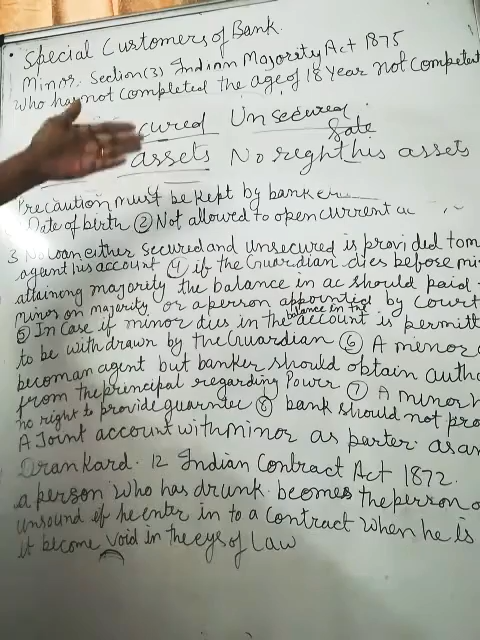 • Special Customers of Bank.
Minor. Section (3) Indian Majority Act 1875
who hav not completed the age of 18 year not Competent
cured Unsecured
Sate
assets No reght his assets
Precaution must be kept by banker
Date of birth ② Not allowed to open current a
3 No loan either secured and unsecured is provided to m
against his account ④ if the Guardian dies before mi
attaining majority the balance in ac should paid
minor on majority or a person appointed by Court
⑤ In Case if minor dies in the balance in the account is permitt
to be withdrawn by the Guardian ⑥ A minor
becom an agent but banker should obtain autho
from the principal regarding Power ⑦ A minor h
no right to provide guaranter ⑧ bank should not pro
A Joint account with minor as parter. as a
Drankard. 12 Indian Contract Act 1872.
a person who has drunk. becomes the person
unsound if he enter in to a contract when he is
it become void in the eyes of Law